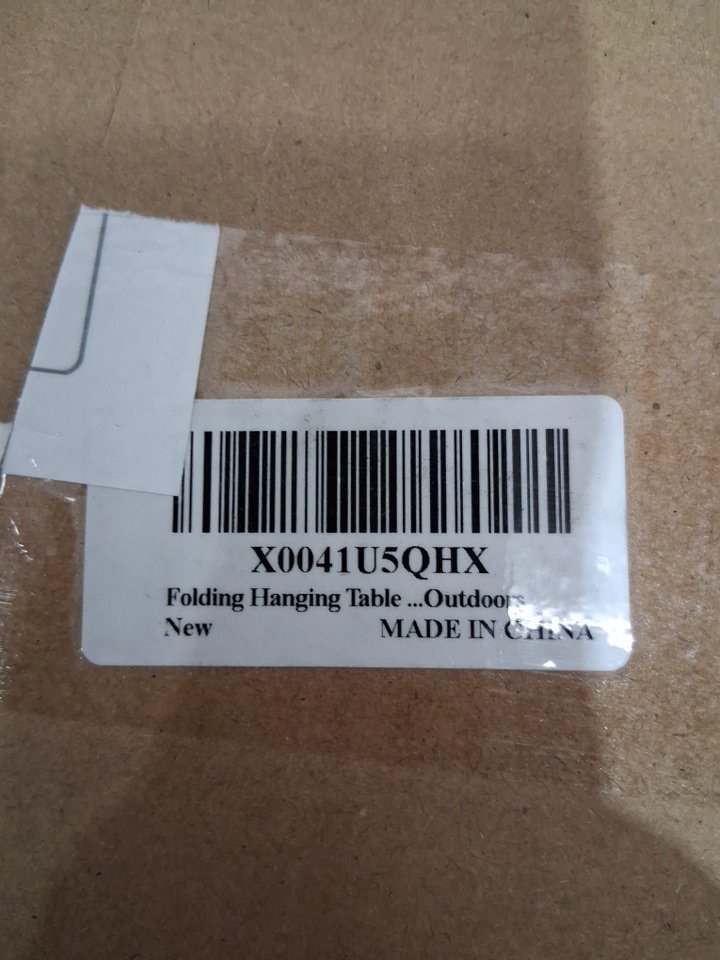 X0041U5QHX
Folding Hanging Table ...Outdoors
New
MADE IN CHINA